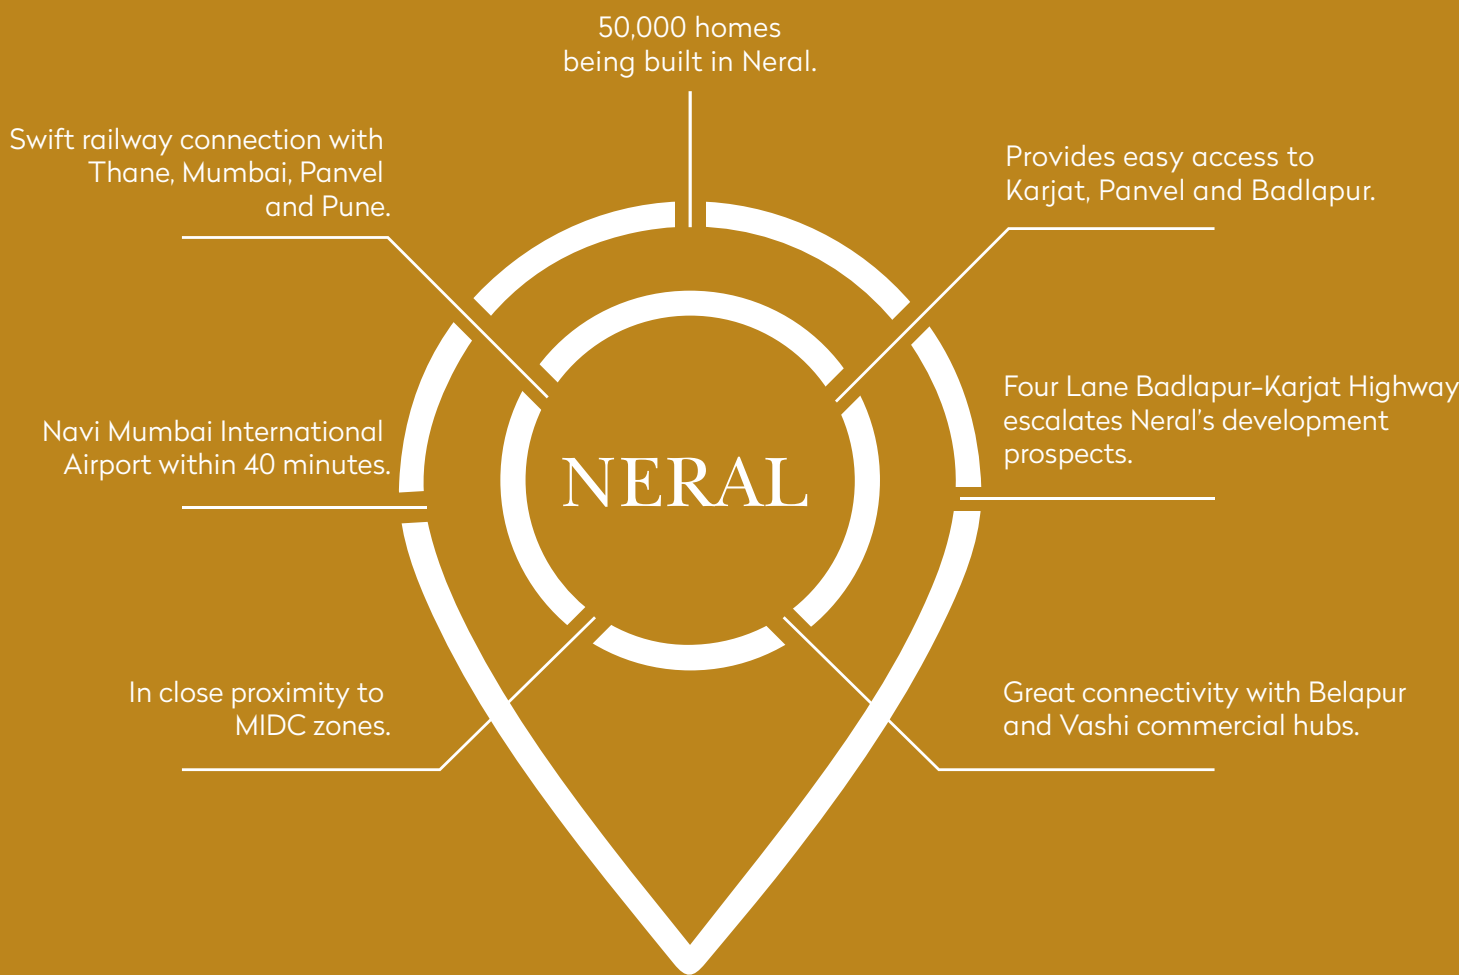 50,000 homes
being built in Neral.
Swift railway connection with
Thane, Mumbai, Panvel
and Pune.
Provides easy access to
Karjat, Panvel and Badlapur.
Navi Mumbai International
Airport within 40 minutes.
NERAL
Four Lane Badlapur-Karjat Highway
escalates Neral's development
prospects.
In close proximity to
MIDC zones.
Great connectivity with Belapur
and Vashi commercial hubs.